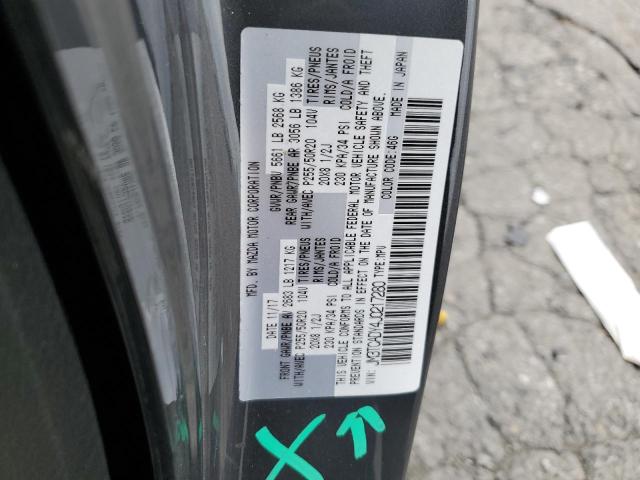 MFD. BY MAZDA MOTOR CORPORATION
11/17 GVWR/PNBV 5661 LB 2568 KG
FRONT GAWR/PNBE AV 2683 LB 1217 KG REAR GAWR/PNBE AR 3056 LB 1386 KG
WITH/AVEC P255/50R20 104V TIRES/PNEUS WITH/AVEC P255/50R20 104V TIRES/PNEUS
20X8 1/2J RIMS/JANTES 20X8 1/2J RIMS/JANTES
230 KPA/34 PSI COLD/A FROID 230 KPA/34 PSI COLD/A FROID
THIS VEHICLE CONFORMS TO ALL APPLICABLE FEDERAL MOTOR VEHICLE SAFETY AND THEFT
PREVENTION STANDARDS IN EFFECT ON THE DATE OF MANUFACTURE SHOWN ABOVE.
VIN: JM3TCADY4J0217280 TYPE:MPV COLOR CODE:46G MADE IN JAPAN